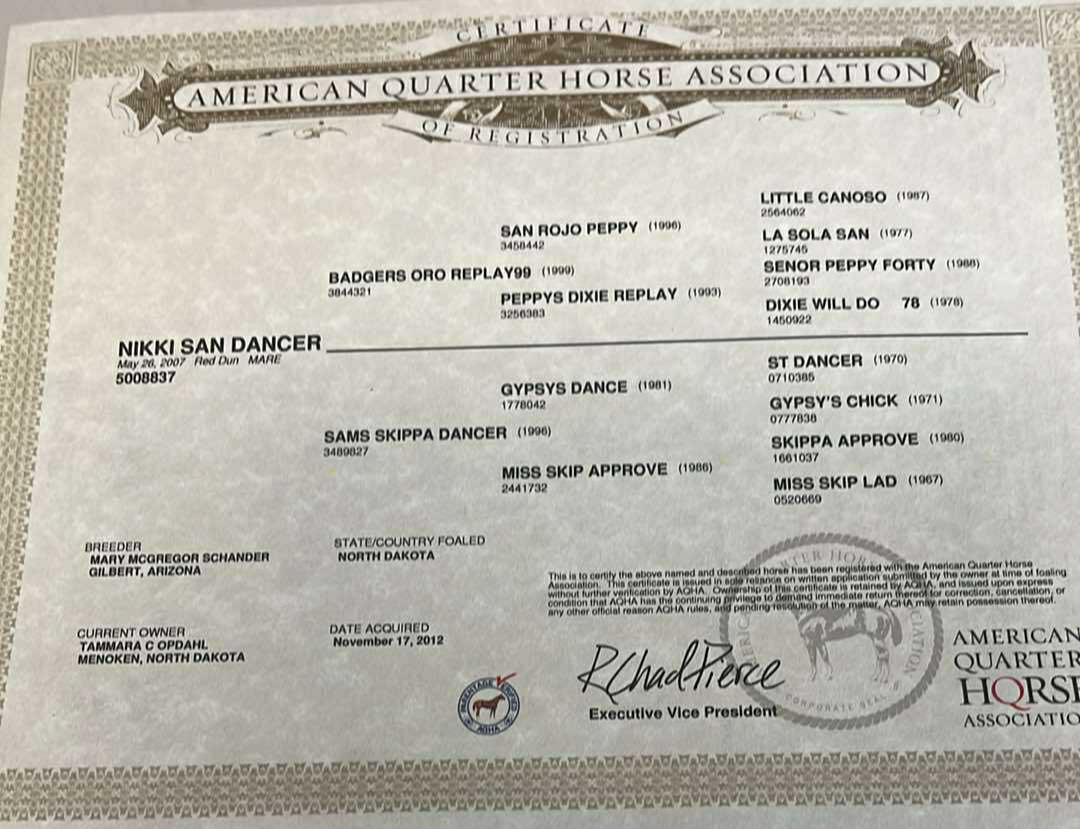 CERTIFICATE
AMERICAN QUARTER HORSE ASSOCIATION
OF REGISTRATION
LITTLE CANOSO (1987)
2564062
SAN ROJO PEPPY (1996)
3458442
LA SOLA SAN (1977)
1275745
BADGERS ORO REPLAY99 (1999)
3844321
SENOR PEPPY FORTY (1988)
2708193
PEPPYS DIXIE REPLAY (1993)
3256383
DIXIE WILL DO 78 (1978)
1450922
NIKKI SAN DANCER
May 26, 2007 Red Dun MARE
5008837
ST DANCER (1970)
0710385
GYPSYS DANCE (1981)
1778042
GYPSY'S CHICK (1971)
0777838
SAMS SKIPPA DANCER (1996)
3489827
SKIPPA APPROVE (1980)
1661037
MISS SKIP APPROVE (1986)
2441732
MISS SKIP LAD (1967)
0520669
BREEDER
MARY MCGREGOR SCHANDER
GILBERT, ARIZONA
STATE/COUNTRY FOALED
NORTH DAKOTA
This is to certify the above named and described horse has been registered with the American Quarter Horse
Association. This certificate is issued in sole reliance on written application submitted by the owner at time of foaling
without further verification by AQHA. Ownership of this certificate is retained by AQHA, and issued upon express
condition that AQHA has the continuing privilege to demand immediate return thereof for correction, cancellation, or
any other official reason AQHA rules, and pending resolution of the matter, AQHA may retain possession thereof.
CURRENT OWNER
TAMMARA C OPDAHL
MENOKEN, NORTH DAKOTA
DATE ACQUIRED
November 17, 2012
PARENTAGE VERIFIED
AQHA
R Chad Pierce
Executive Vice President
CORPORATE SEAL
AMERICAN
QUARTER
HORSE
ASSOCIATIO